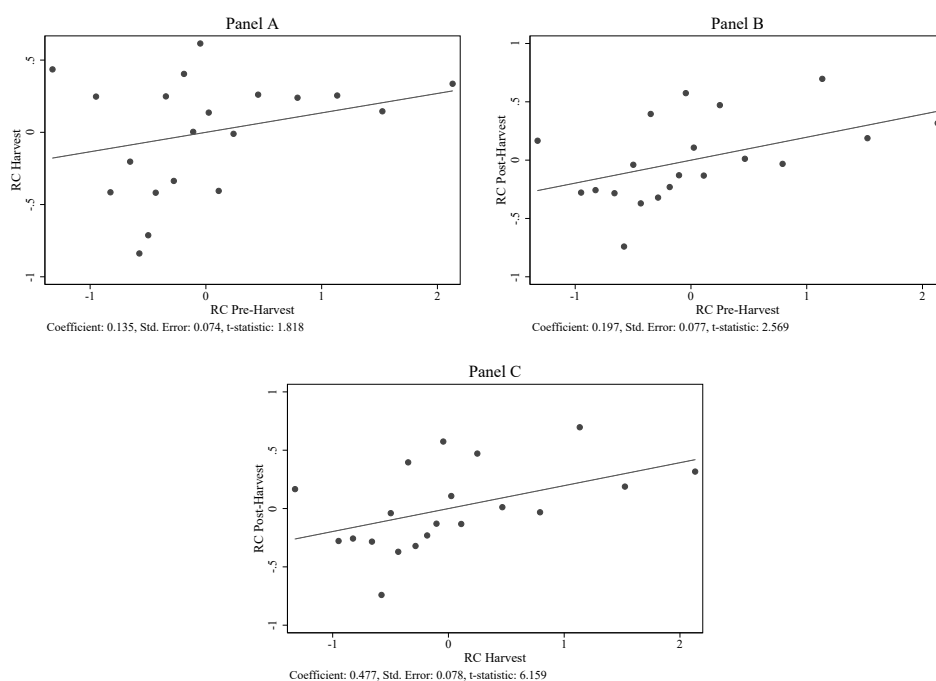 Panel A
RC Harvest
.5
0
-.5
-1
-1 0 1 2
RC Pre-Harvest
Coefficient: 0.135, Std. Error: 0.074, t-statistic: 1.818
Panel B
RC Post-Harvest
1
.5
0
-.5
-1
-1 0 1 2
RC Pre-Harvest
Coefficient: 0.197, Std. Error: 0.077, t-statistic: 2.569
Panel C
RC Post-Harvest
1
.5
0
-.5
-1
-1 0 1 2
RC Harvest
Coefficient: 0.477, Std. Error: 0.078, t-statistic: 6.159